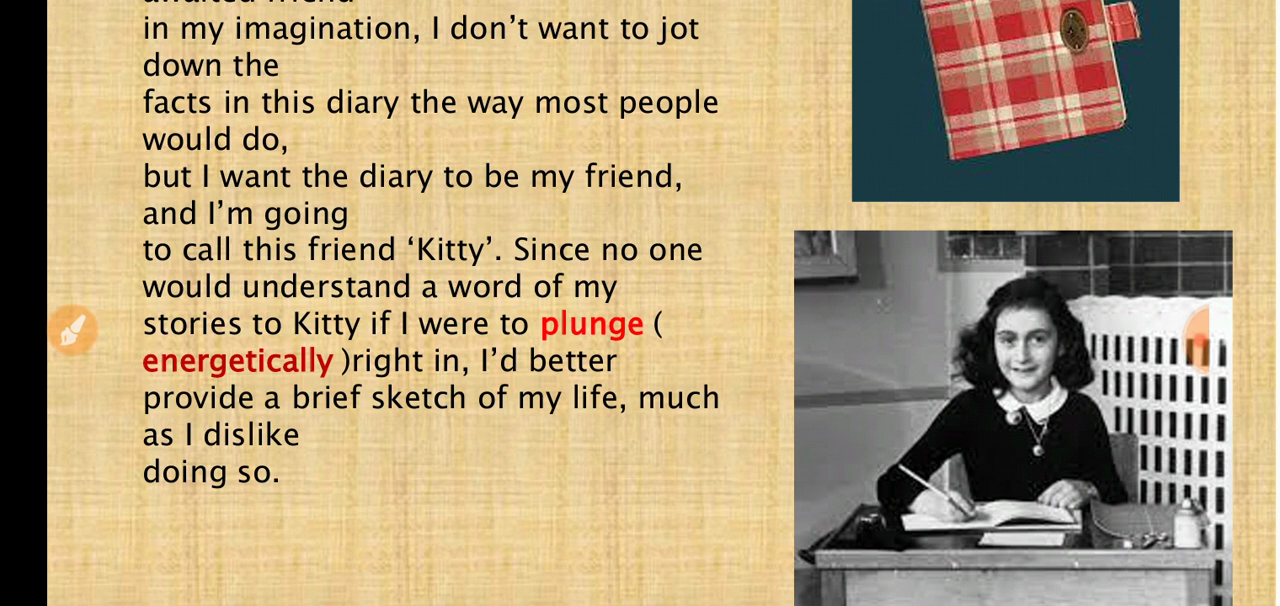 in my imagination, I don’t want to jot
down the
facts in this diary the way most people
would do,
but I want the diary to be my friend,
and I’m going
to call this friend ‘Kitty’. Since no one
would understand a word of my
stories to Kitty if I were to plunge (
energetically )right in, I’d better
provide a brief sketch of my life, much
as I dislike
doing so.